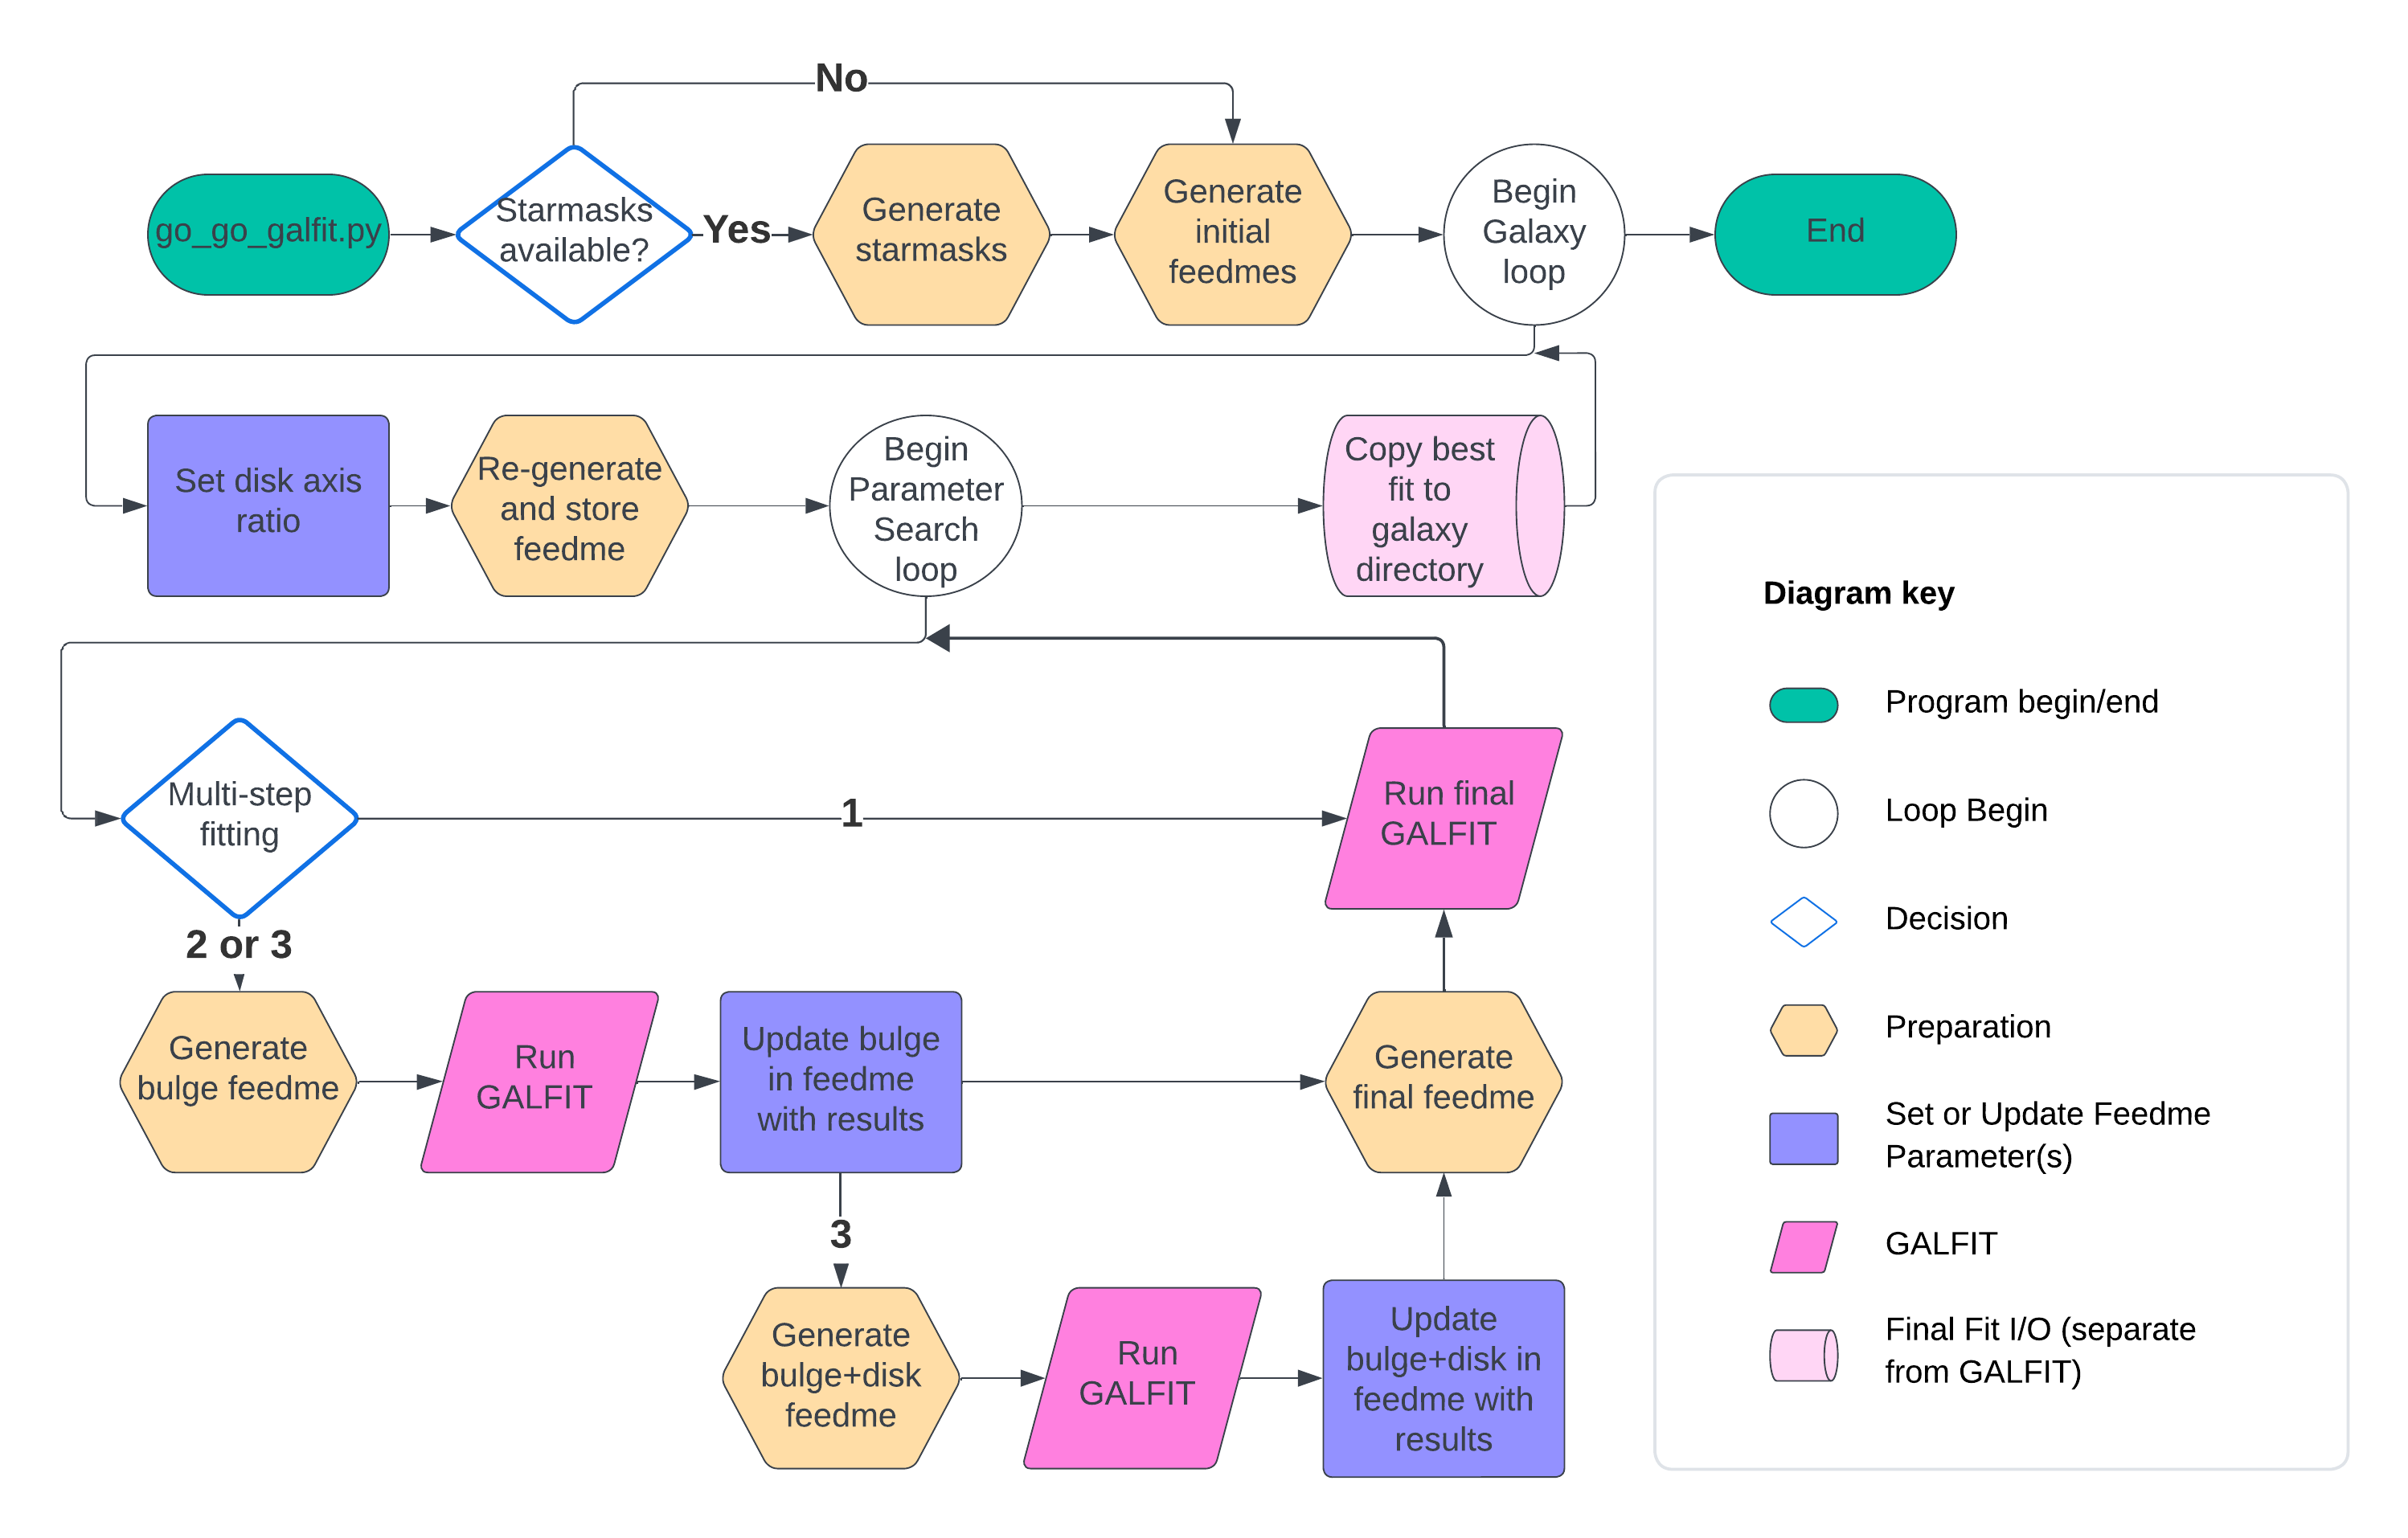 No
go_go_galfit.py
Starmasks
available?
Yes
Generate
starmasks
Generate
initial
feedmes
Begin
Galaxy
loop
End
Set disk axis
ratio
Re-generate
and store
feedme
Begin
Parameter
Search
loop
Copy best
fit to
galaxy
directory
Multi-step
fitting
1
Run final
GALFIT
2 or 3
Generate
bulge feedme
Run
GALFIT
Update bulge
in feedme
with results
Generate
final feedme
3
Generate
bulge+disk
feedme
Run
GALFIT
Update
bulge+disk in
feedme with
results
Diagram key
Program begin/end
Loop Begin
Decision
Preparation
Set or Update Feedme
Parameter(s)
GALFIT
Final Fit I/O (separate
from GALFIT)